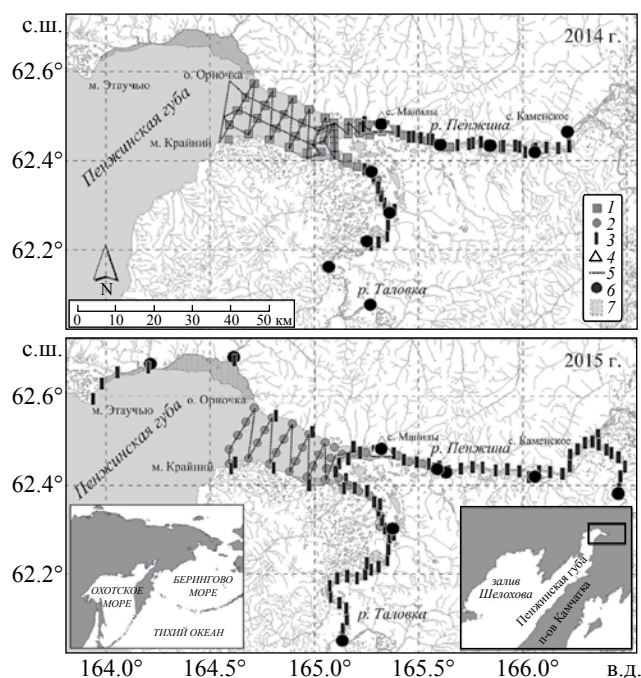 с.ш.
2014 г.
62.6°
м. Этаучью
о. Орночка
Пенжинская губа
с. Манилы
с. Каменское
р. Пенжина
62.4°
м. Крайний
62.2°
р. Таловка
N
0 10 20 30 40 50 км
1
2
3
4
5
6
7
с.ш.
2015 г.
62.6°
м. Этаучью
о. Орночка
Пенжинская губа
с. Манилы
р. Пенжина
с. Каменское
м. Крайний
62.4°
62.2°
р. Таловка
ОХОТСКОЕ
МОРЕ
БЕРИНГОВО
МОРЕ
ТИХИЙ ОКЕАН
залив
Шелохова
Пенжинская губа
п-ов Камчатка
164.0° 164.5° 165.0° 165.5° 166.0° в.д.